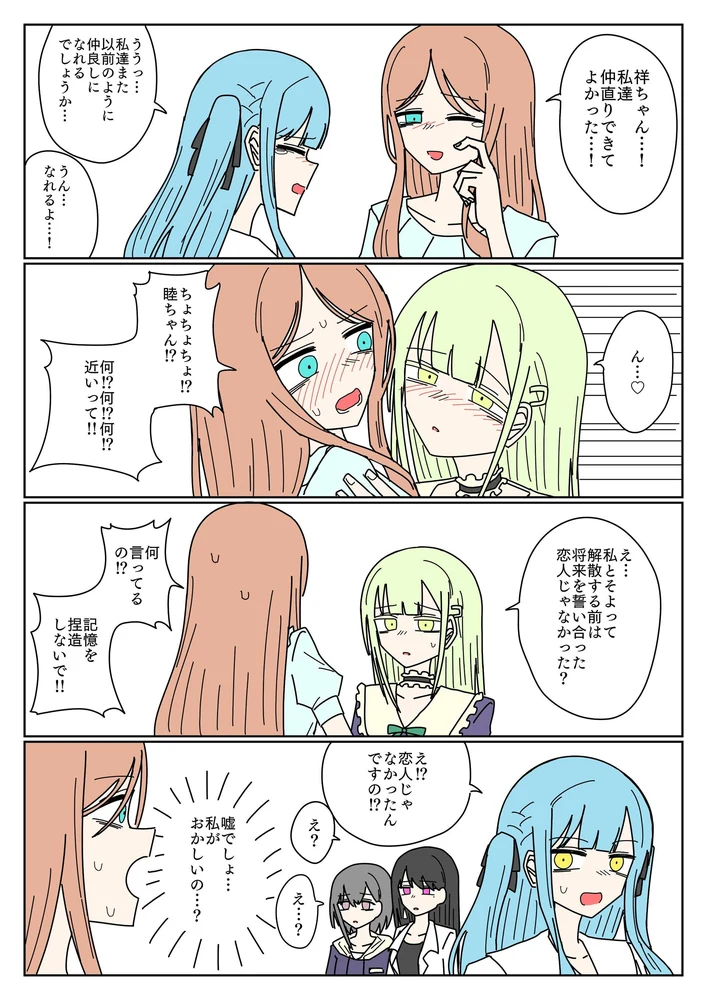 祥ちゃん…！
私達
仲直りできて
よかった…！
ううっ…
私達また
以前のように
仲良しに
なれる
でしょうか…
うん…
なれるよ…！
ん…♡
ちょちょちょ!?
睦ちゃん!?
何!?何!?何!?
近いって!!
え…
私とそよって
解散する前は
将来を誓い合った
恋人じゃなかった？
何
言ってる
の!?
記憶を
捏造
しないで!!
え!?
恋人じゃ
なかったん
ですの!?
え？
え…？
嘘でしょ…
私が
おかしいの…？